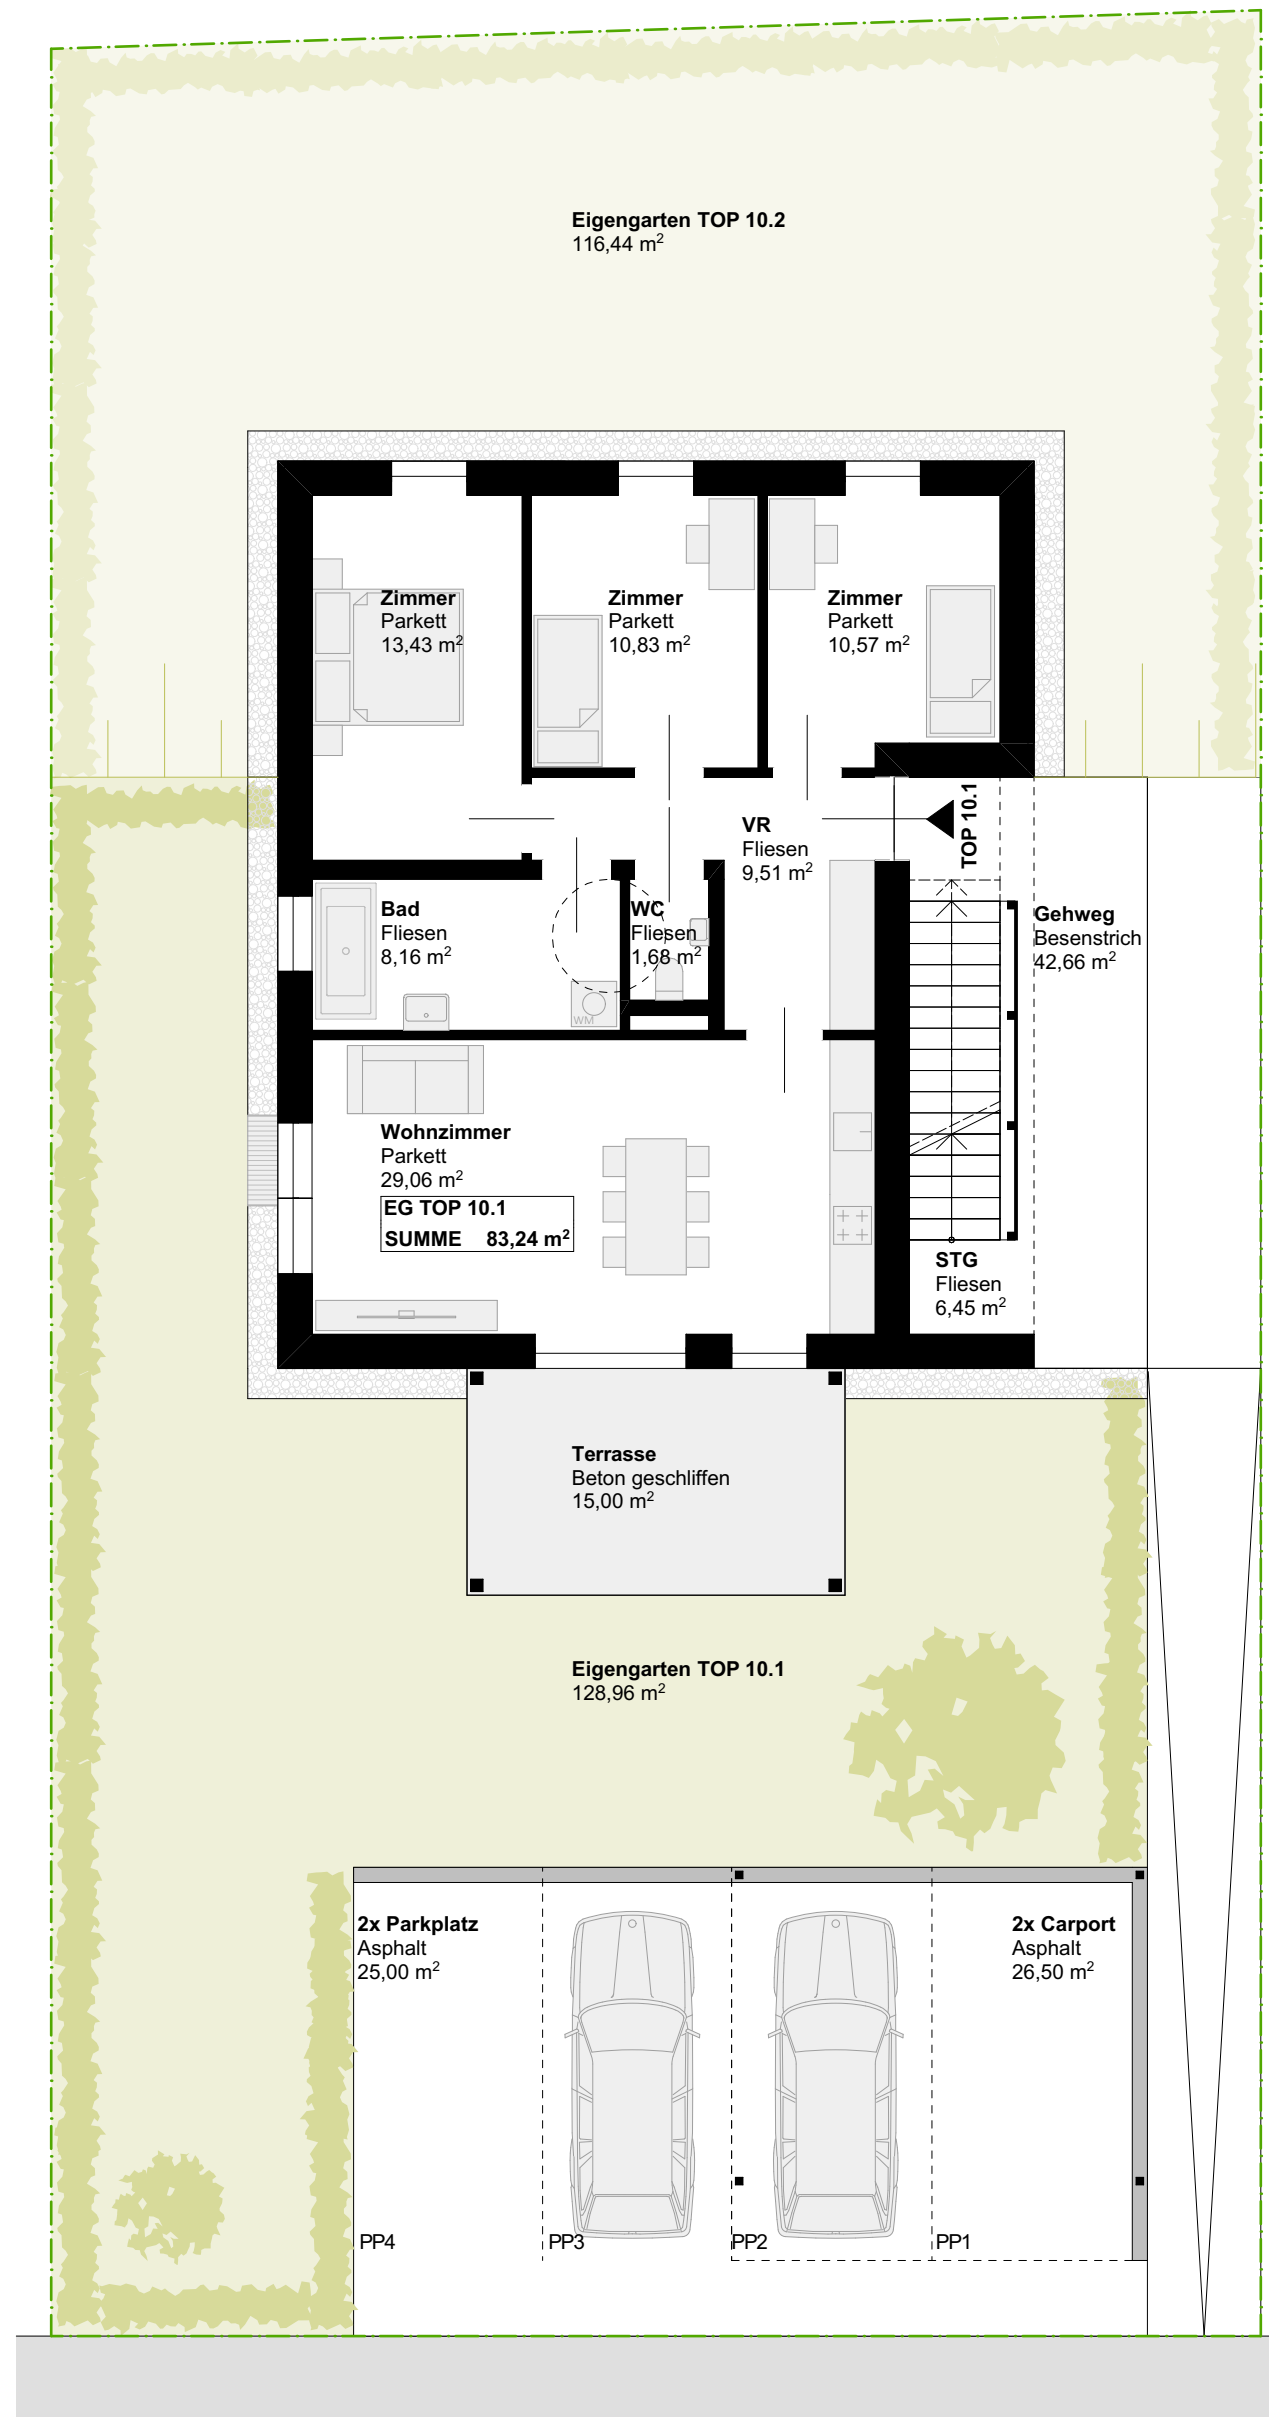 Eigengarten TOP 10.2
116,44 m²
Zimmer
Parkett
13,43 m²
Zimmer
Parkett
10,83 m²
Zimmer
Parkett
10,57 m²
VR
Fliesen
9,51 m²
TOP 10.1
Bad
Fliesen
8,16 m²
WC
Fliesen
1,68 m²
WM
Gehweg
Besenstrich
42,66 m²
Wohnzimmer
Parkett
29,06 m²
EG TOP 10.1
SUMME 83,24 m²
STG
Fliesen
6,45 m²
Terrasse
Beton geschliffen
15,00 m²
Eigengarten TOP 10.1
128,96 m²
2x Parkplatz
Asphalt
25,00 m²
2x Carport
Asphalt
26,50 m²
PP4
PP3
PP2
PP1